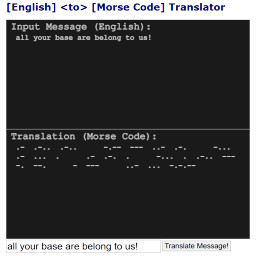 [English] <to> [Morse Code] Translator
Input Message (English):
all your base are belong to us!
Translation (Morse Code):
.- .-.. .-.. -.-- --- ..- .-. -...
.- ... . .- .-. . -... . .-.. ---
-. --. - --- ..- ... -.-.--
all your base are belong to us!
Translate Message!